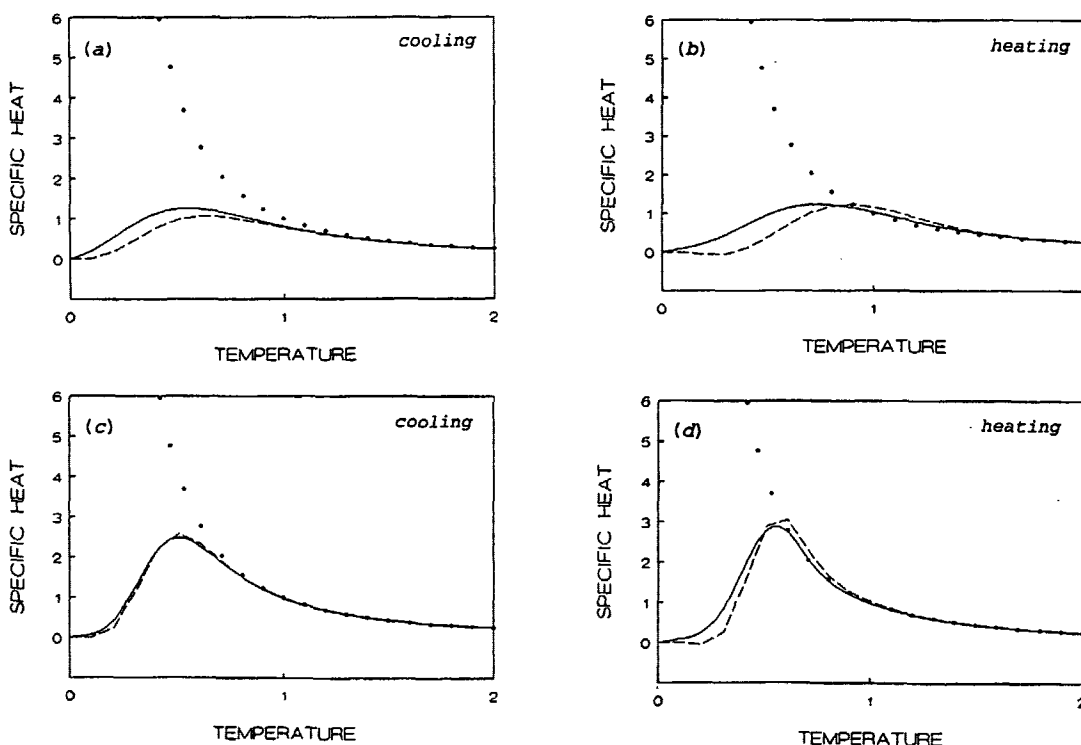 (a) cooling
6
5
4
3
2
1
0
SPECIFIC HEAT
0 1 2
TEMPERATURE
(b) heating
6
5
4
3
2
1
0
SPECIFIC HEAT
0 1 2
TEMPERATURE
(c) cooling
6
5
4
3
2
1
0
SPECIFIC HEAT
0 1 2
TEMPERATURE
(d) heating
6
5
4
3
2
1
0
SPECIFIC HEAT
0 1 2
TEMPERATURE